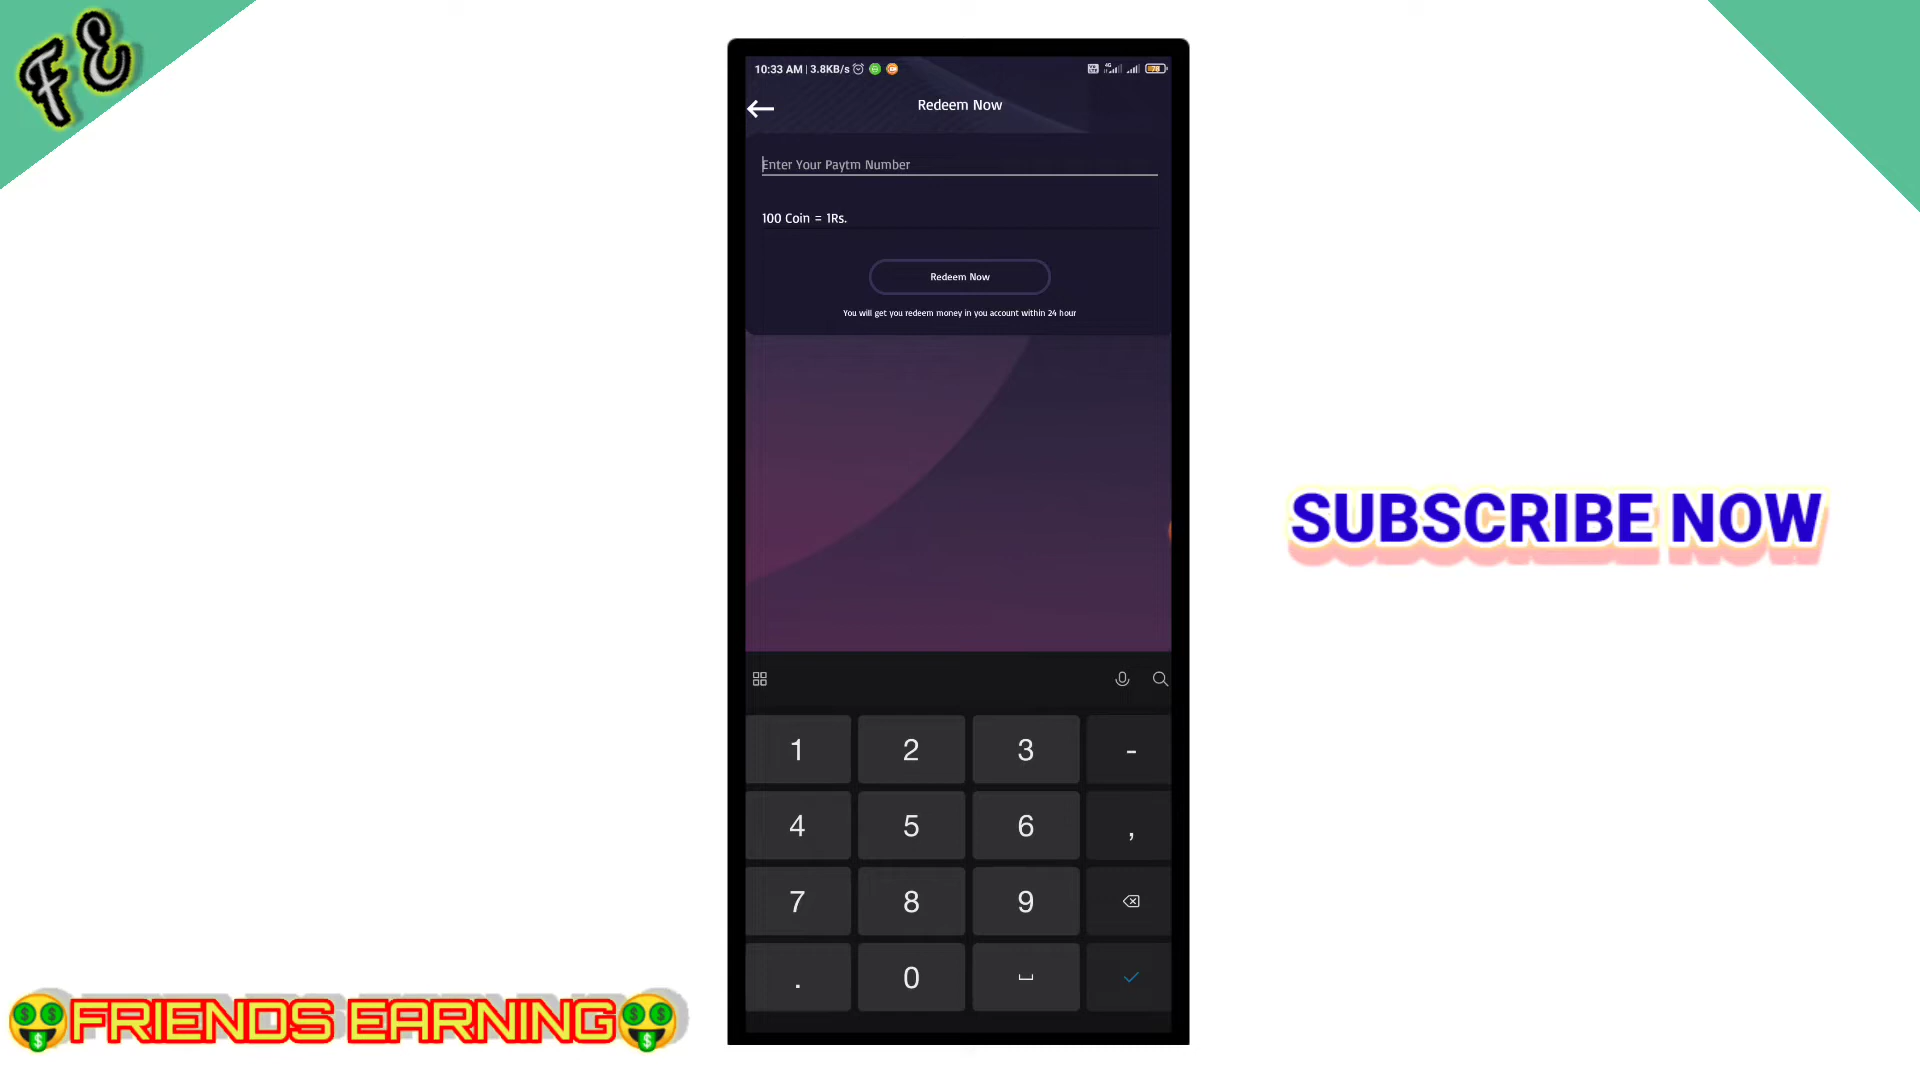 FE
10:33 AM | 3.8KB/s
4G
78
Redeem Now
Enter Your Paytm Number
100 Coin = 1Rs.
Redeem Now
You will get you redeem money in you account within 24 hour
SUBSCRIBE NOW
1 2 3 -
4 5 6 ,
7 8 9
. 0
FRIENDS EARNING